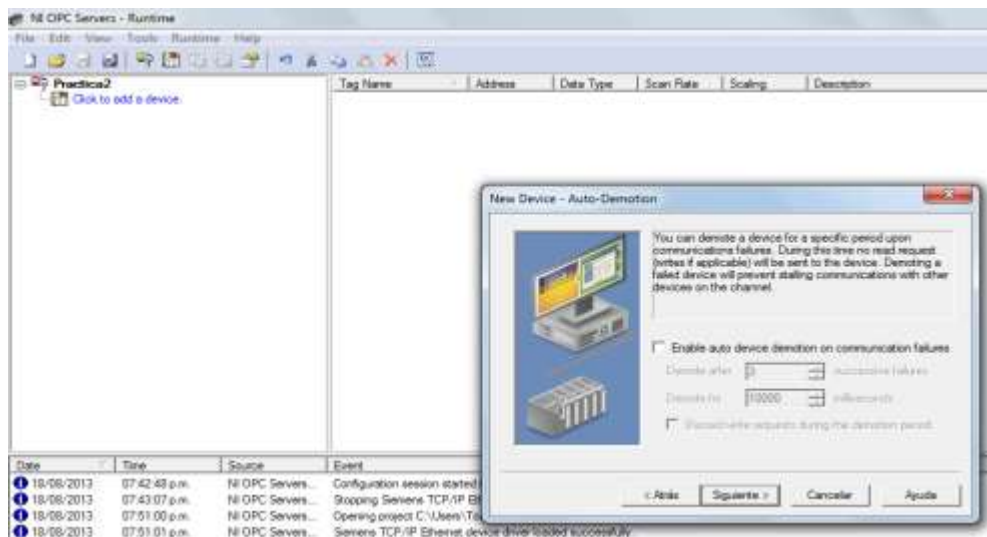 NI OPC Servers - Runtime
File Edit View Tools Runtime Help
Practica2
Click to add a device.
Tag Name Address Data Type Scan Rate Scaling Description
New Device - Auto-Demotion
You can demote a device for a specific period upon
communications failures. During this time no read request
(writes if applicable) will be sent to the device. Demoting a
failed device will prevent stalling communications with other
devices on the channel.
Enable auto device demotion on communication failures
Demote after successive failures
Demote for 10000 milliseconds
Discard write requests during the demotion period
< Atrás Siguiente > Cancelar Ayuda
Date Time Source Event
18/08/2013 07:42:48 p.m. NI OPC Servers... Configuration session started
18/08/2013 07:43:07 p.m. NI OPC Servers... Stopping Siemens TCP/IP
18/08/2013 07:51:00 p.m. NI OPC Servers... Opening project C:\Users\
18/08/2013 07:51:01 p.m. NI OPC Servers... Siemens TCP/IP Ethernet device driver loaded successfully.